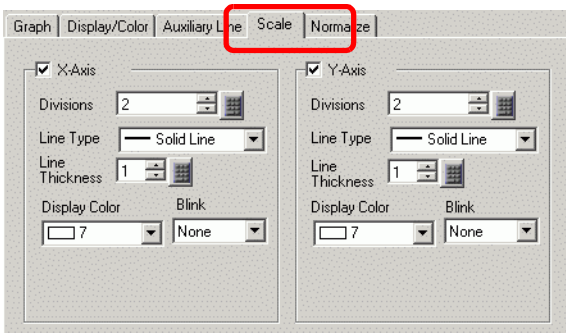 Graph Display/Color Auxiliary Line Scale Normalize
X-Axis
Divisions 2
Line Type Solid Line
Line Thickness 1
Display Color Blink
7 None
Y-Axis
Divisions 2
Line Type Solid Line
Line Thickness 1
Display Color Blink
7 None